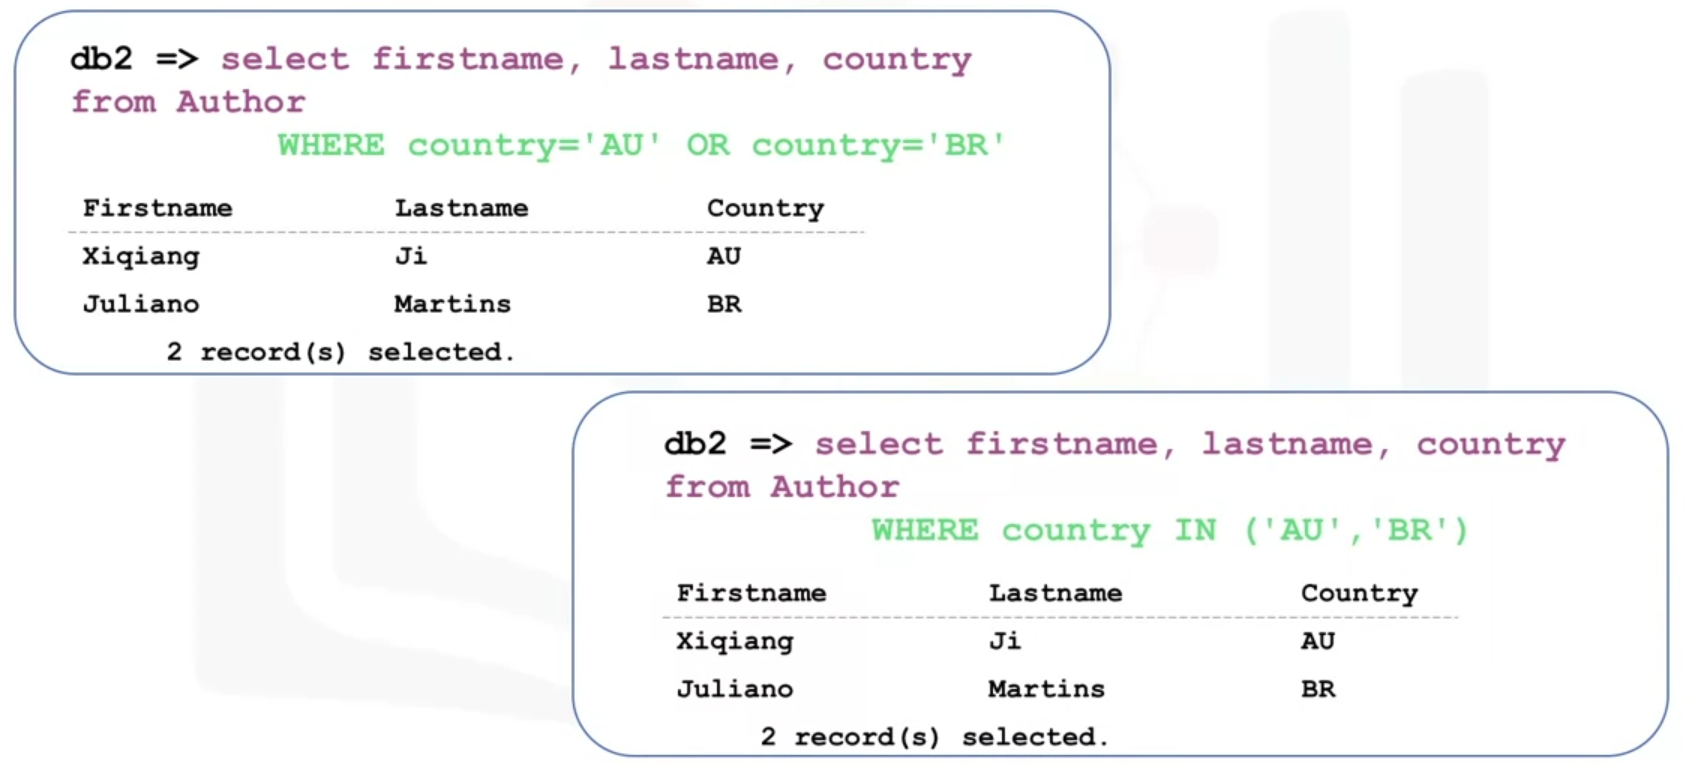 db2 => select firstname, lastname, country
from Author
WHERE country='AU' OR country='BR'
Firstname Lastname Country
Xiqiang Ji AU
Juliano Martins BR
2 record(s) selected.
db2 => select firstname, lastname, country
from Author
WHERE country IN ('AU','BR')
Firstname Lastname Country
Xiqiang Ji AU
Juliano Martins BR
2 record(s) selected.